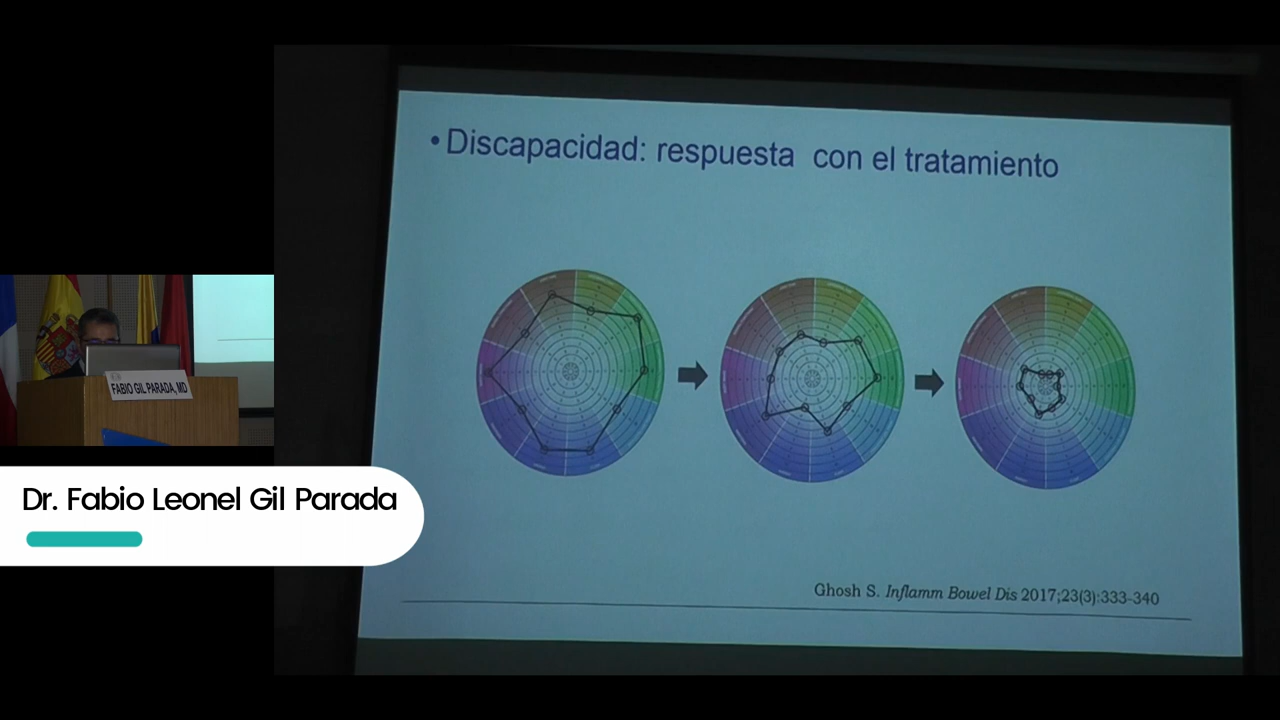 • Discapacidad: respuesta con el tratamiento
FABIO GIL PARADA, MD
Dr. Fabio Leonel Gil Parada
Ghosh S. Inflamm Bowel Dis 2017;23(3):333-340